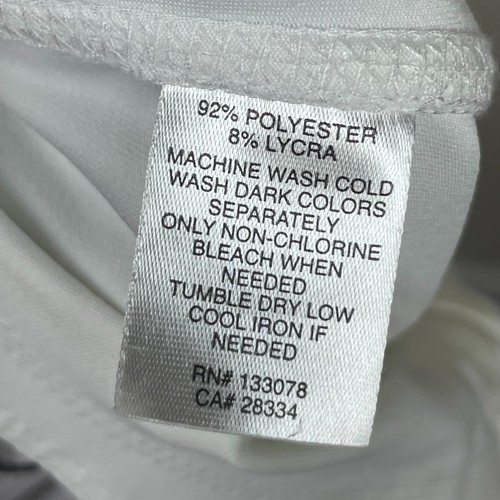 92% POLYESTER
8% LYCRA
MACHINE WASH COLD
WASH DARK COLORS
SEPARATELY
ONLY NON-CHLORINE
BLEACH WHEN
NEEDED
TUMBLE DRY LOW
COOL IRON IF
NEEDED
RN# 133078
CA# 28334